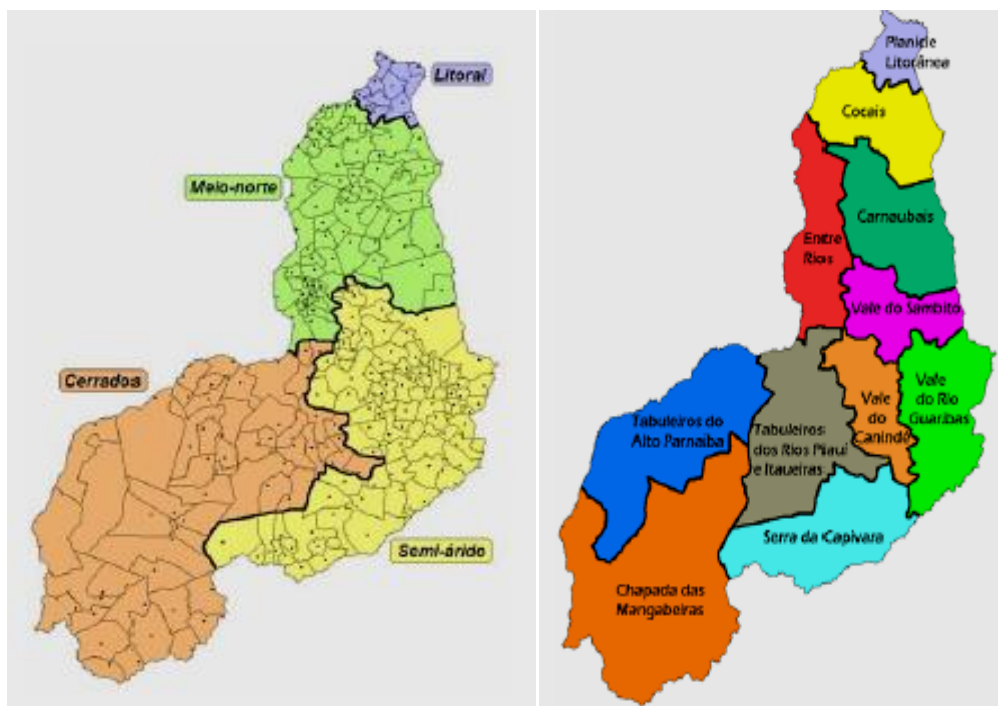 Litoral
Meio-norte
Cerrados
Semi-árido
Planície
Litorânea
Cocais
Carnaubais
Entre
Rios
Vale do Sambito
Vale
do Rio
Guaribas
Vale
do
Canindé
Tabuleiros do
Alto Parnaíba
Tabuleiros
dos Rios Piauí
e Itaueiras
Serra da Capivara
Chapada das
Mangabeiras